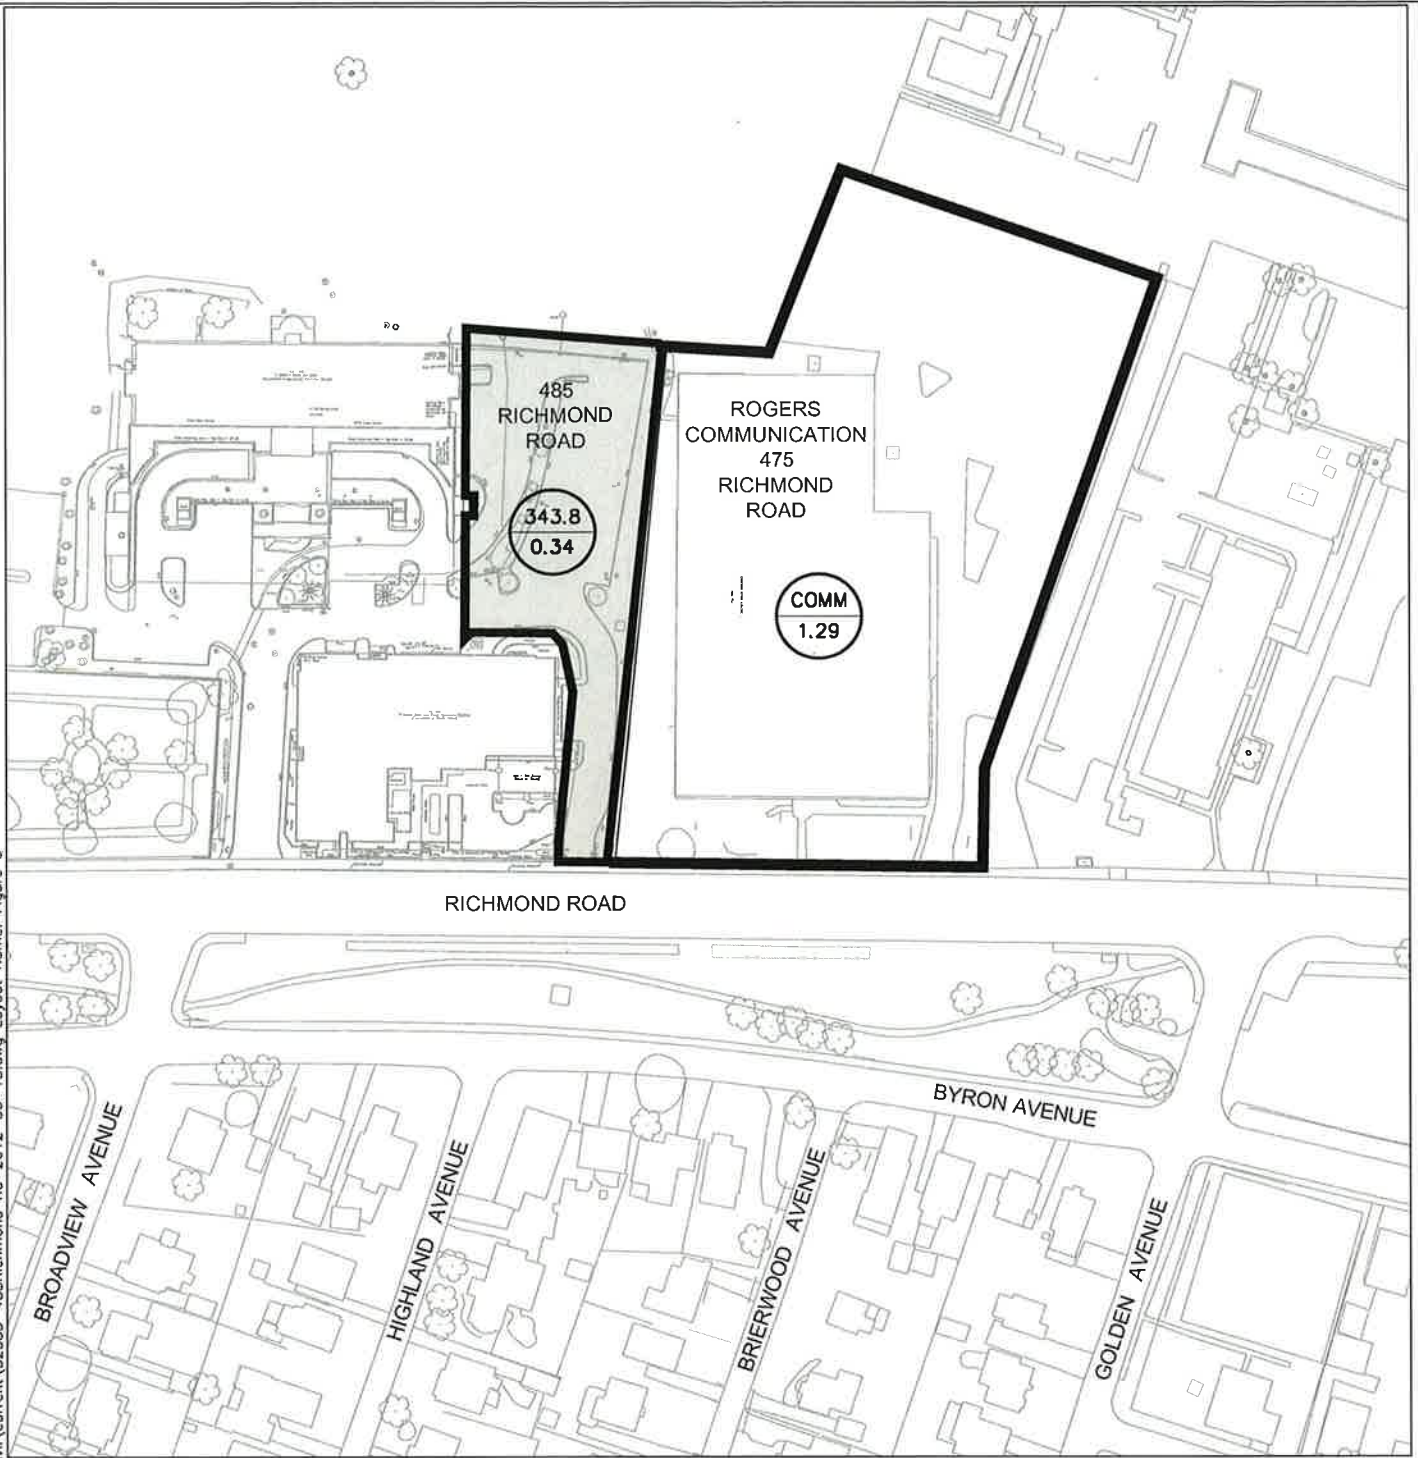 485
RICHMOND
ROAD
343.8
0.34
ROGERS
COMMUNICATION
475
RICHMOND
ROAD
COMM
1.29
RICHMOND ROAD
BYRON AVENUE
BROADVIEW AVENUE
HIGHLAND AVENUE
BRIERWOOD AVENUE
GOLDEN AVENUE